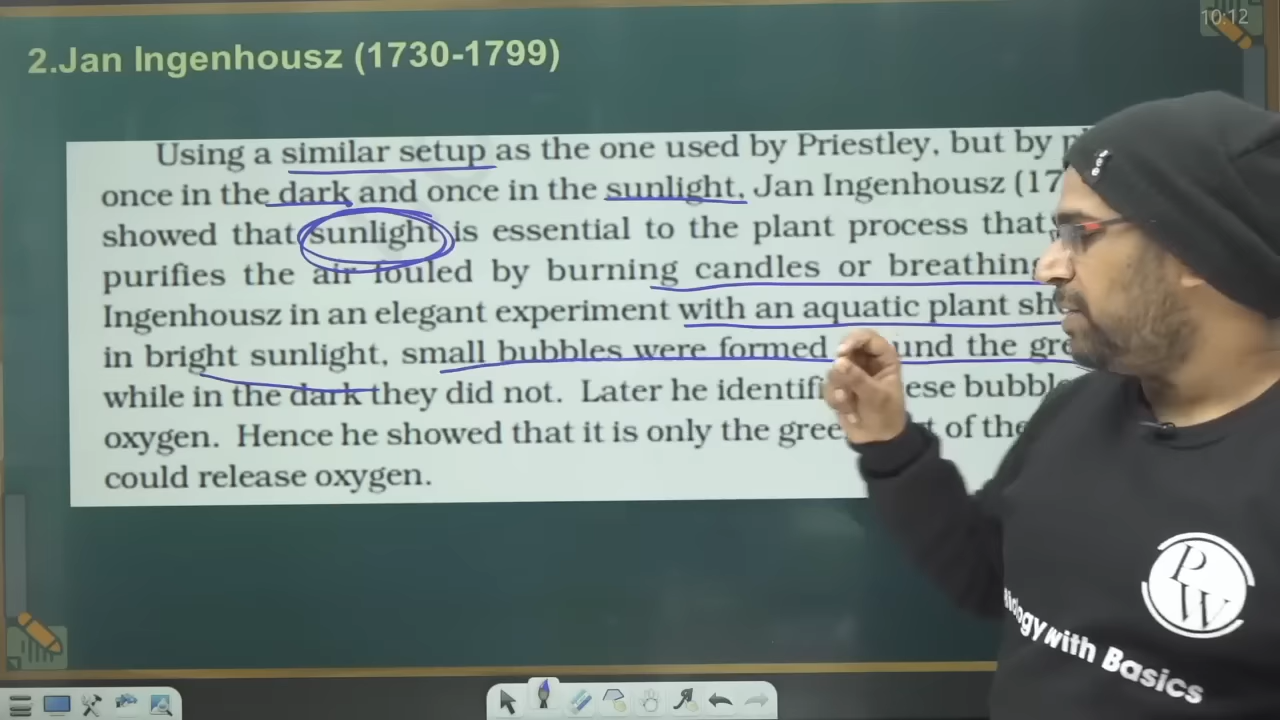 10:12
2.Jan Ingenhousz (1730-1799)
Using a similar setup as the one used by Priestley, but by
once in the dark and once in the sunlight, Jan Ingenhousz (17
showed that sunlight is essential to the plant process that
purifies the air fouled by burning candles or breathing
Ingenhousz in an elegant experiment with an aquatic plant
in bright sunlight, small bubbles were formed the
while in the dark they did not. Later he
oxygen. Hence he showed that it is only the of the
could release oxygen.
PW
with Basics